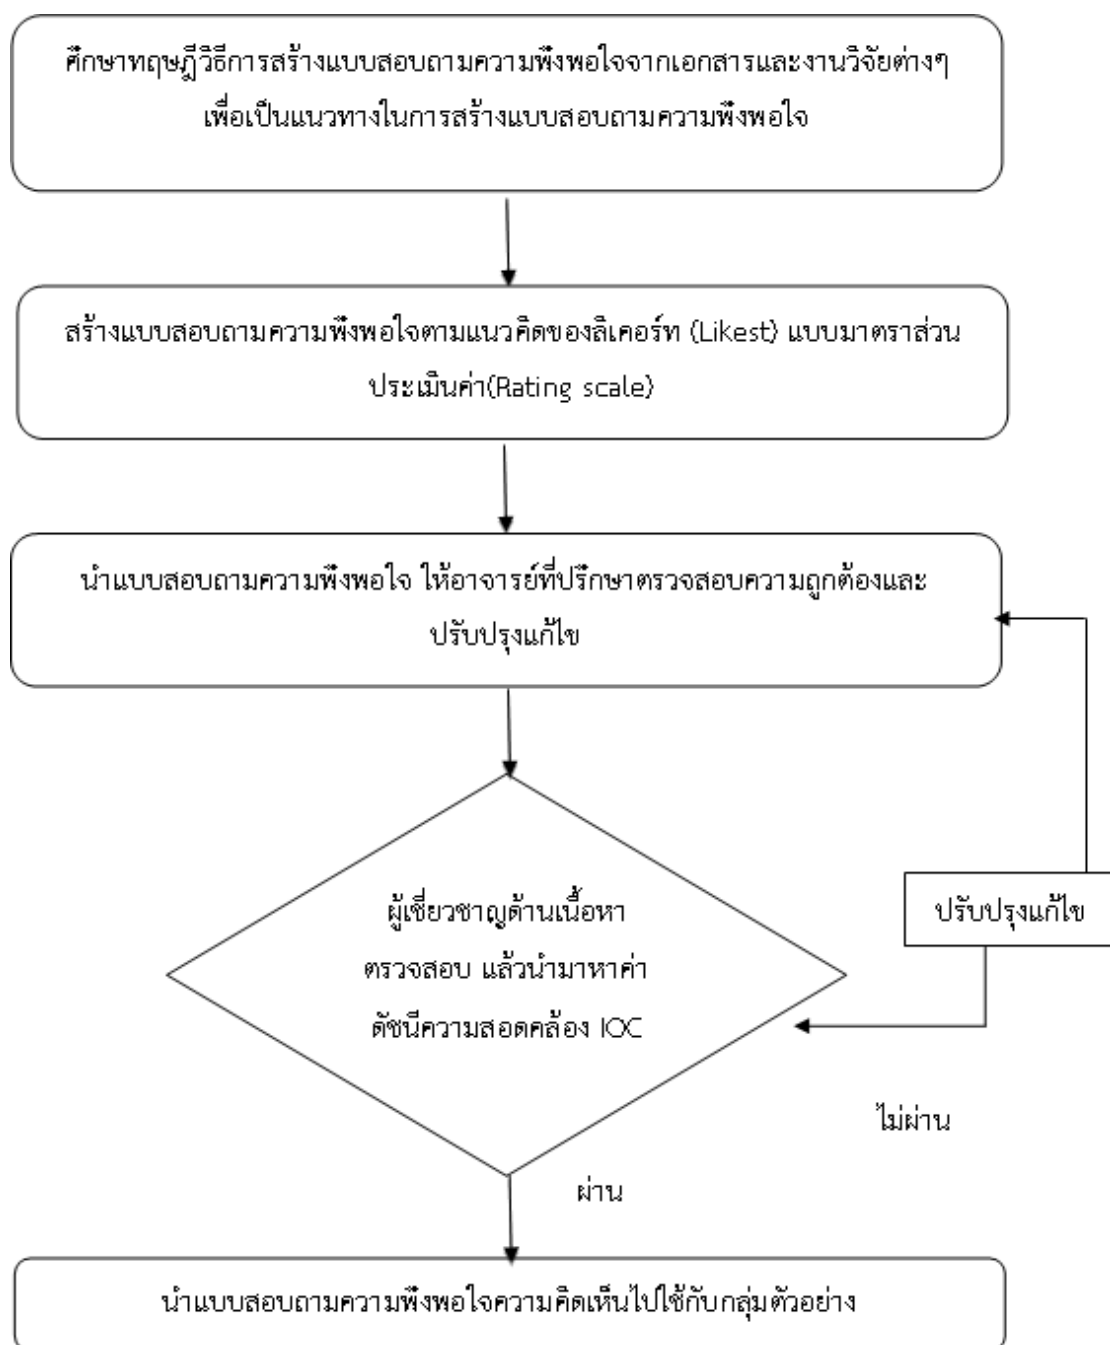 ศึกษาทฤษฎีวิธีการสร้างแบบสอบถามความพึงพอใจจากเอกสารและงานวิจัยต่างๆ
เพื่อเป็นแนวทางในการสร้างแบบสอบถามความพึงพอใจ
สร้างแบบสอบถามความพึงพอใจตามแนวคิดของลิเคอร์ท (Likest) แบบมาตราส่วน
ประเมินค่า(Rating scale)
นำแบบสอบถามความพึงพอใจ ให้อาจารย์ที่ปรึกษาตรวจสอบความถูกต้องและ
ปรับปรุงแก้ไข
ผู้เชี่ยวชาญด้านเนื้อหา
ตรวจสอบ แล้วนำมาหาค่า
ดัชนีความสอดคล้อง IOC
ปรับปรุงแก้ไข
ไม่ผ่าน
ผ่าน
นำแบบสอบถามความพึงพอใจความคิดเห็นไปใช้กับกลุ่มตัวอย่าง